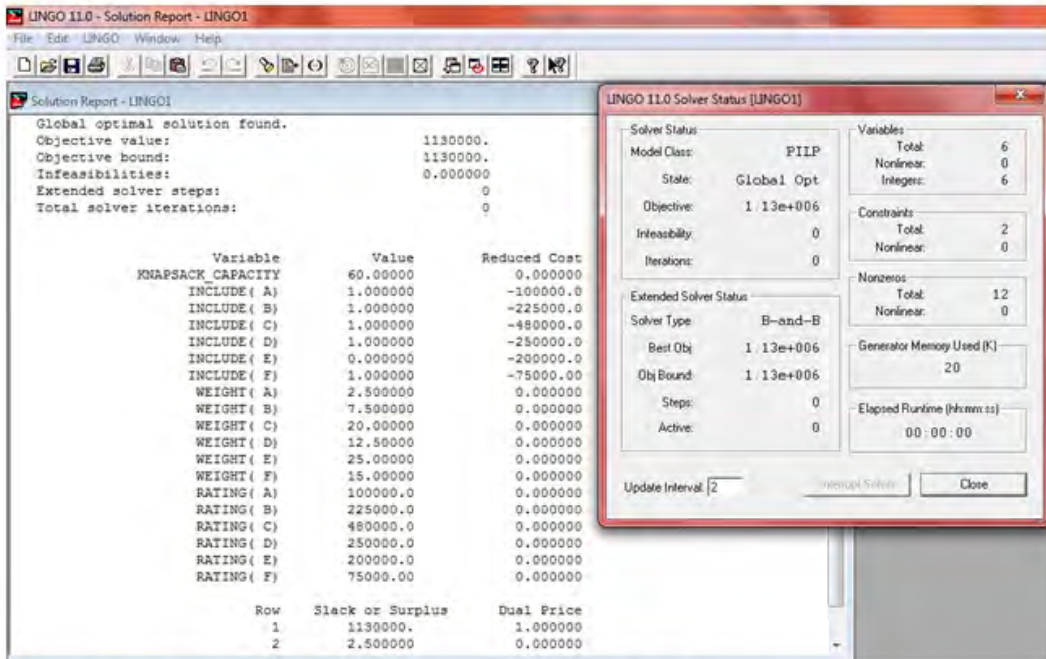 LINGO 11.0 - Solution Report - LINGO1
File Edit LINGO Window Help
Solution Report - LINGO1
Global optimal solution found.
Objective value: 1130000.
Objective bound: 1130000.
Infeasibilities: 0.000000
Extended solver steps: 0
Total solver iterations: 0
Variable Value Reduced Cost
KNAPSACK_CAPACITY 60.00000 0.000000
INCLUDE( A) 1.000000 -100000.0
INCLUDE( B) 1.000000 -225000.0
INCLUDE( C) 1.000000 -480000.0
INCLUDE( D) 1.000000 -250000.0
INCLUDE( E) 0.000000 -200000.0
INCLUDE( F) 1.000000 -75000.00
WEIGHT( A) 2.500000 0.000000
WEIGHT( B) 7.500000 0.000000
WEIGHT( C) 20.00000 0.000000
WEIGHT( D) 12.50000 0.000000
WEIGHT( E) 25.00000 0.000000
WEIGHT( F) 15.00000 0.000000
RATING( A) 100000.0 0.000000
RATING( B) 225000.0 0.000000
RATING( C) 480000.0 0.000000
RATING( D) 250000.0 0.000000
RATING( E) 200000.0 0.000000
RATING( F) 75000.00 0.000000
Row Slack or Surplus Dual Price
1 1130000. 1.000000
2 2.500000 0.000000
LINGO 11.0 Solver Status [LINGO1]
Solver Status
Model Class: PILP
State: Global Opt
Objective: 1.13e+006
Infeasibility: 0
Iterations: 0
Extended Solver Status
Solver Type: B-and-B
Best Obj: 1.13e+006
Obj Bound: 1.13e+006
Steps: 0
Active: 0
Update Interval: 2
Variables
Total: 6
Nonlinear: 0
Integers: 6
Constraints
Total: 2
Nonlinear: 0
Nonzeros
Total: 12
Nonlinear: 0
Generator Memory Used (K)
20
Elapsed Runtime (hh:mm:ss)
00:00:00
Interrupt Solver
Close